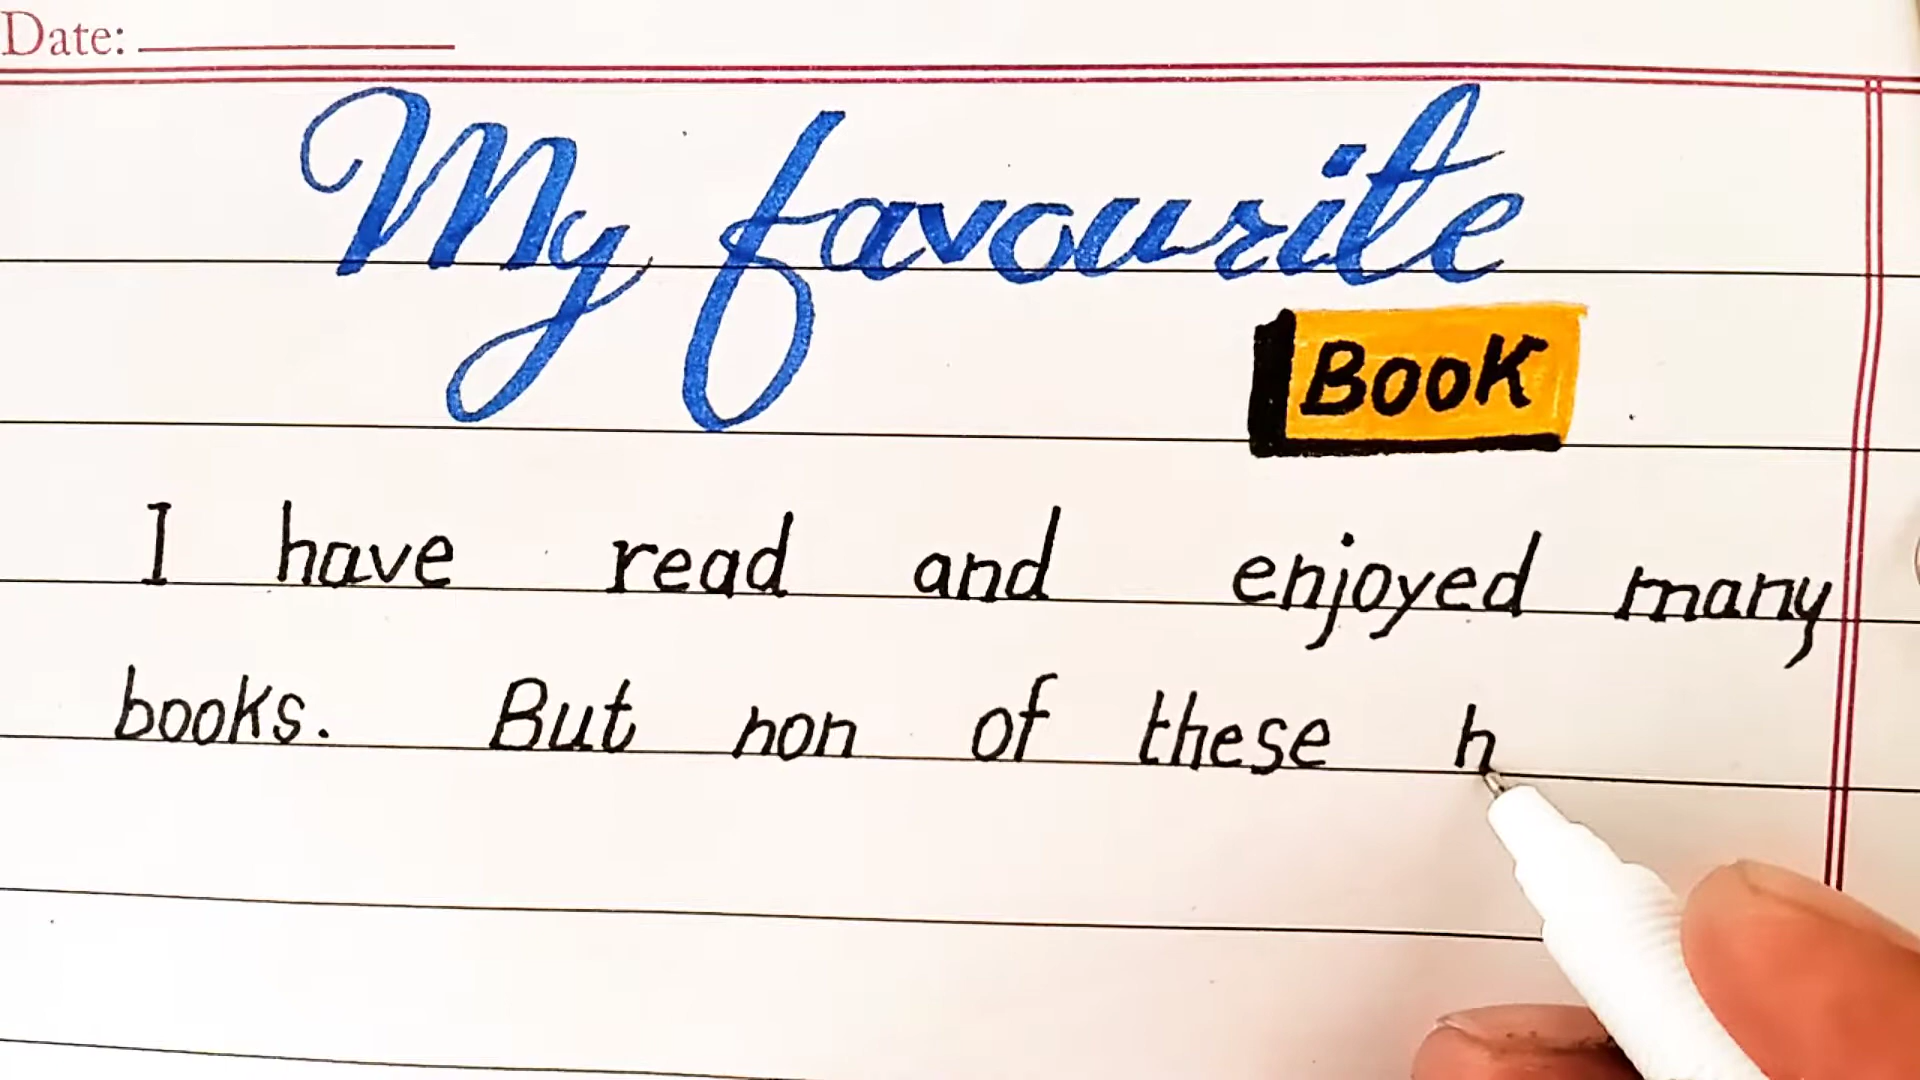 Date:
My favourite
BOOK
I have read and enjoyed many
books. But non of these h